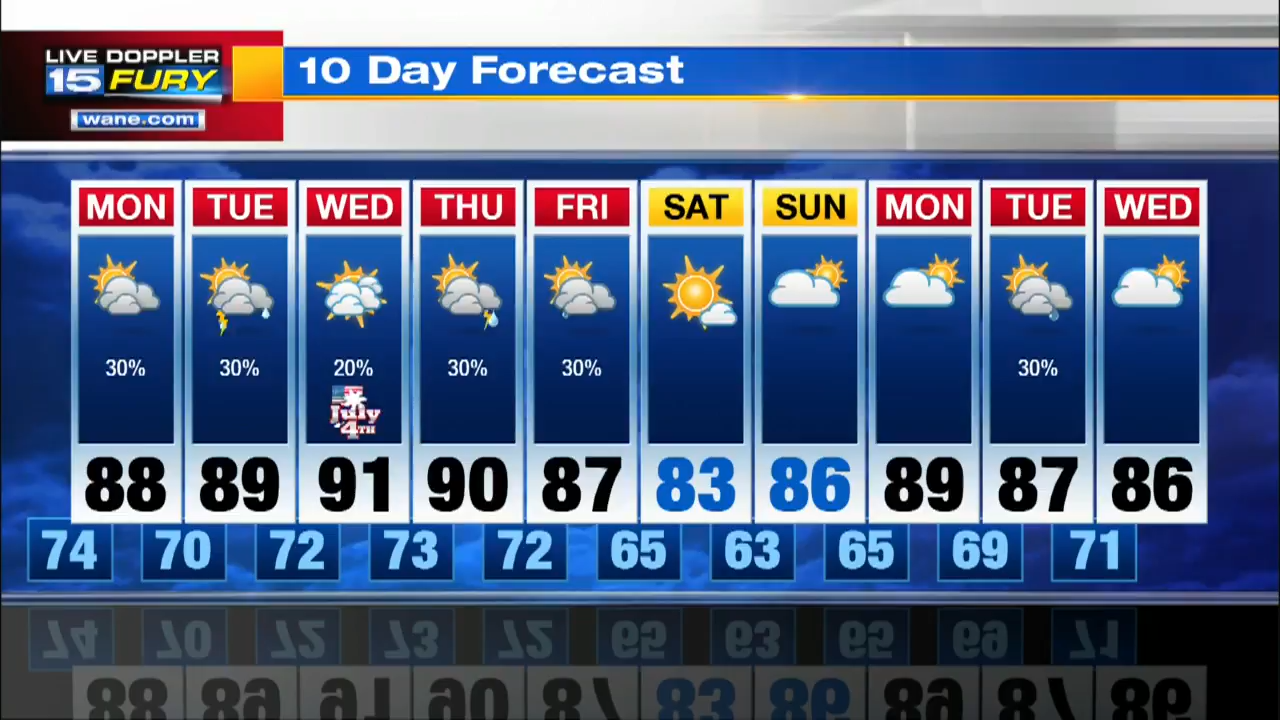 LIVE DOPPLER
15 FURY
wane.com
10 Day Forecast
MON TUE WED THU FRI SAT SUN MON TUE WED
30% 30% 20% 30% 30% 30%
July
4TH
88 89 91 90 87 83 86 89 87 86
74 70 72 73 72 65 63 65 69 71